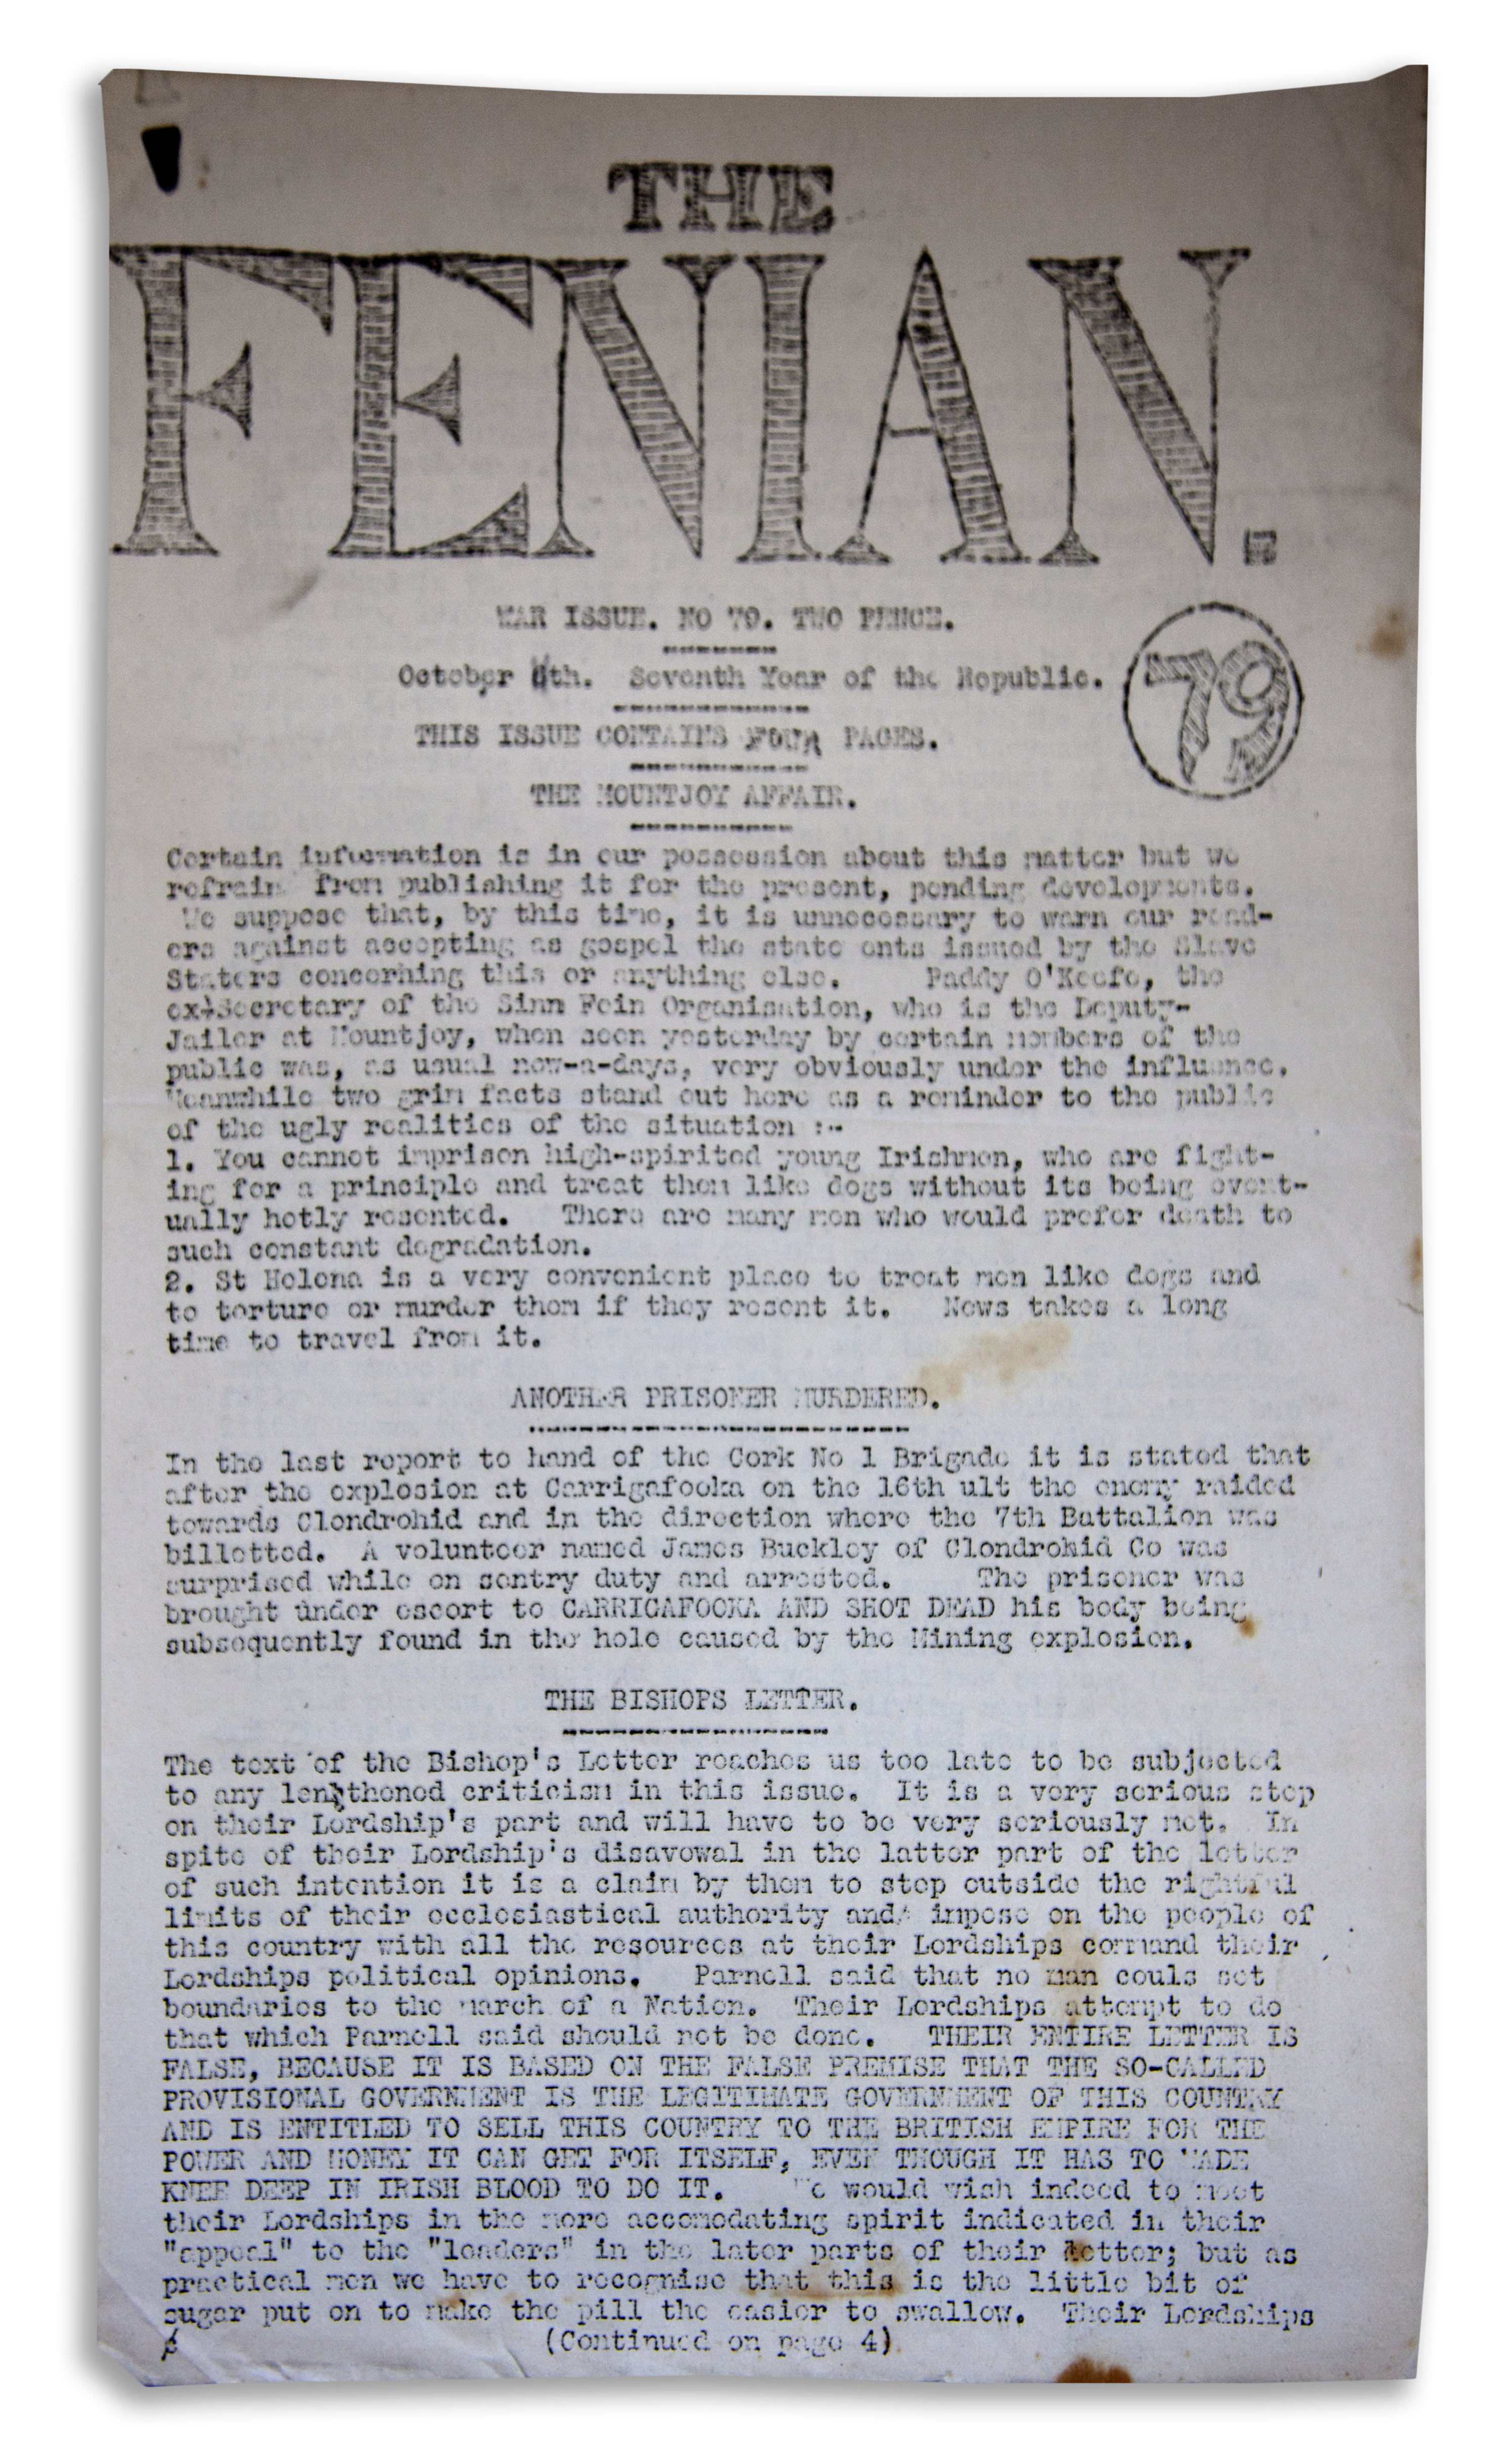 THE
FENIAN.
WAR ISSUE. NO 79. TWO PENCE.
October th. Seventh Year of the Republic.
79
THIS ISSUE CONTAINS FOUR PAGES.
THE MOUNTJOY AFFAIR.
Certain information is in our possession about this matter but we
refrain from publishing it for the present, pending developments.
We suppose that, by this time, it is unnecessary to warn our read-
ers against accepting as gospel the state ents issued by the Slave
Staters concerning this or anything else. Paddy O'Keefe, the
ex-Secretary of the Sinn Fein Organisation, who is the Deputy-
Jailer at Mountjoy, when seen yesterday by certain members of the
public was, as usual now-a-days, very obviously under the influence.
Meanwhile two grim facts stand out here as a reminder to the public
of the ugly realities of the situation :-
1. You cannot imprison high-spirited young Irishmen, who are fight-
ing for a principle and treat them like dogs without its being event-
ually hotly resented. There are many men who would prefer death to
such constant degradation.
2. St Helena is a very convenient place to treat men like dogs and
to torture or murder them if they resent it. News takes a long
time to travel from it.
ANOTHER PRISONER MURDERED.
In the last report to hand of the Cork No 1 Brigade it is stated that
after the explosion at Carrigafooka on the 16th ult the enemy raided
towards Clondrohid and in the direction where the 7th Battalion was
billetted. A volunteer named James Buckley of Clondrohid Co was
surprised while on sentry duty and arrested. The prisoner was
brought under escort to CARRIGAFOOKA AND SHOT DEAD his body being
subsequently found in the hole caused by the Mining explosion.
THE BISHOPS LETTER.
The text of the Bishop's Letter reaches us too late to be subjected
to any lengthened criticism in this issue. It is a very serious step
on their Lordship's part and will have to be very seriously met. In
spite of their Lordship's disavowal in the latter part of the letter
of such intention it is a claim by them to step outside the rightful
limits of their ecclesiastical authority and impose on the people of
this country with all the resources at their Lordships command their
Lordships political opinions. Parnell said that no man couls set
boundaries to the march of a Nation. Their Lordships attempt to do
that which Parnell said should not be done. THEIR ENTIRE LETTER IS
FALSE, BECAUSE IT IS BASED ON THE FALSE PREMISE THAT THE SO-CALLED
PROVISIONAL GOVERNMENT IS THE LEGITIMATE GOVERNMENT OF THIS COUNTRY
AND IS ENTITLED TO SELL THIS COUNTRY TO THE BRITISH EMPIRE FOR THE
POWER AND MONEY IT CAN GET FOR ITSELF, EVEN THOUGH IT HAS TO WADE
KNEE DEEP IN IRISH BLOOD TO DO IT. We would wish indeed to meet
their Lordships in the more accomodating spirit indicated in their
"appeal" to the "leaders" in the later parts of their letter; but as
practical men we have to recognise that this is the little bit of
sugar put on to make the pill the easier to swallow. Their Lordships
(Continued on page 4)